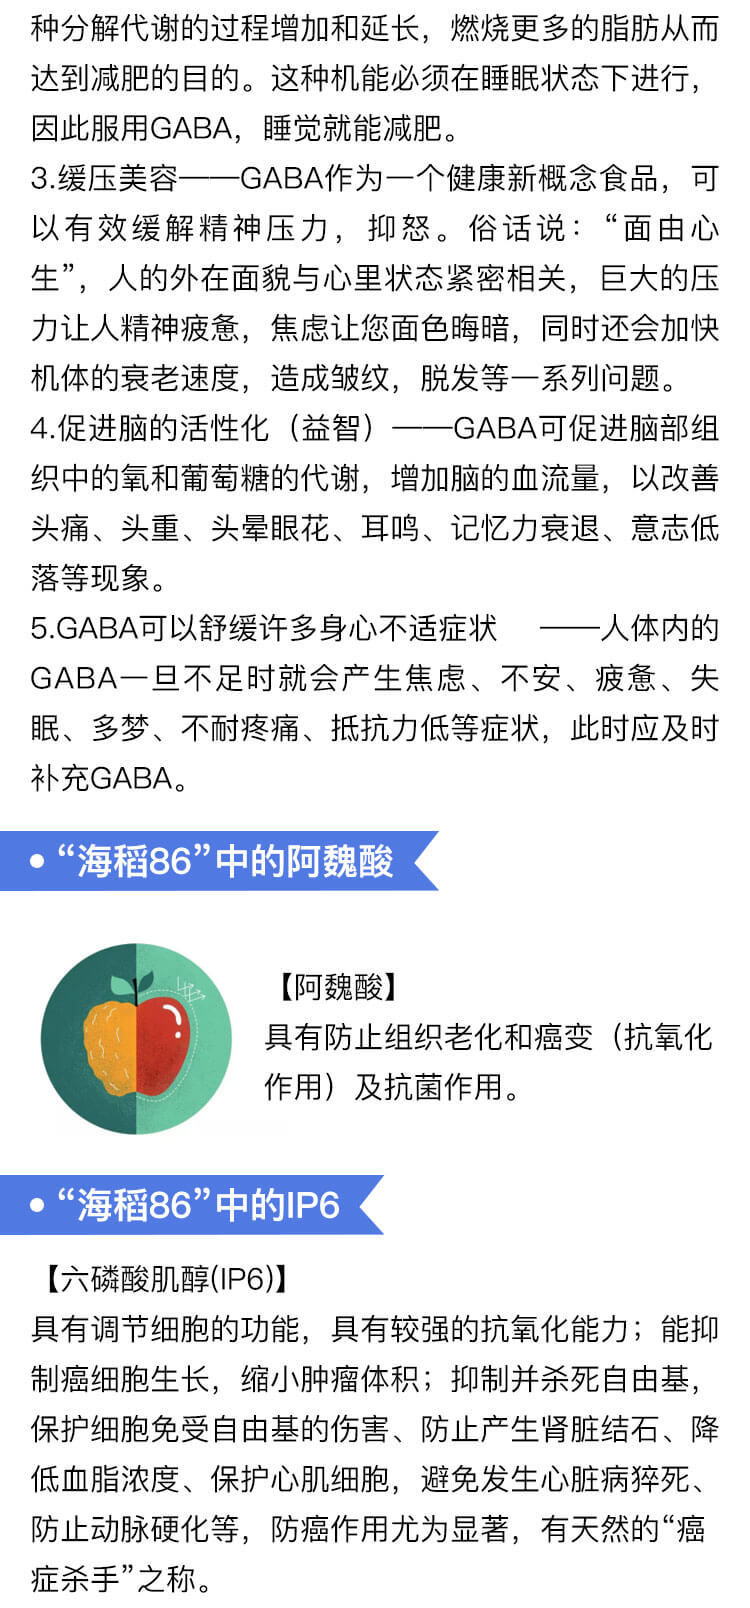 种分解代谢的过程增加和延长，燃烧更多的脂肪从而
达到减肥的目的。这种机能必须在睡眠状态下进行，
因此服用GABA，睡觉就能减肥。
3.缓压美容——GABA作为一个健康新概念食品，可
以有效缓解精神压力，抑怒。俗话说：“面由心
生”，人的外在面貌与心里状态紧密相关，巨大的压
力让人精神疲惫，焦虑让您面色晦暗，同时还会加快
机体的衰老速度，造成皱纹，脱发等一系列问题。
4.促进脑的活性化（益智）——GABA可促进脑部组
织中的氧和葡萄糖的代谢，增加脑的血流量，以改善
头痛、头重、头晕眼花、耳鸣、记忆力衰退、意志低
落等现象。
5.GABA可以舒缓许多身心不适症状 ——人体内的
GABA一旦不足时就会产生焦虑、不安、疲惫、失
眠、多梦、不耐疼痛、抵抗力低等症状，此时应及时
补充GABA。
• “海稻86”中的阿魏酸
【阿魏酸】
具有防止组织老化和癌变（抗氧化
作用）及抗菌作用。
• “海稻86”中的IP6
【六磷酸肌醇(IP6)】
具有调节细胞的功能，具有较强的抗氧化能力；能抑
制癌细胞生长，缩小肿瘤体积；抑制并杀死自由基，
保护细胞免受自由基的伤害、防止产生肾脏结石、降
低血脂浓度、保护心肌细胞，避免发生心脏病猝死、
防止动脉硬化等，防癌作用尤为显著，有天然的“癌
症杀手”之称。